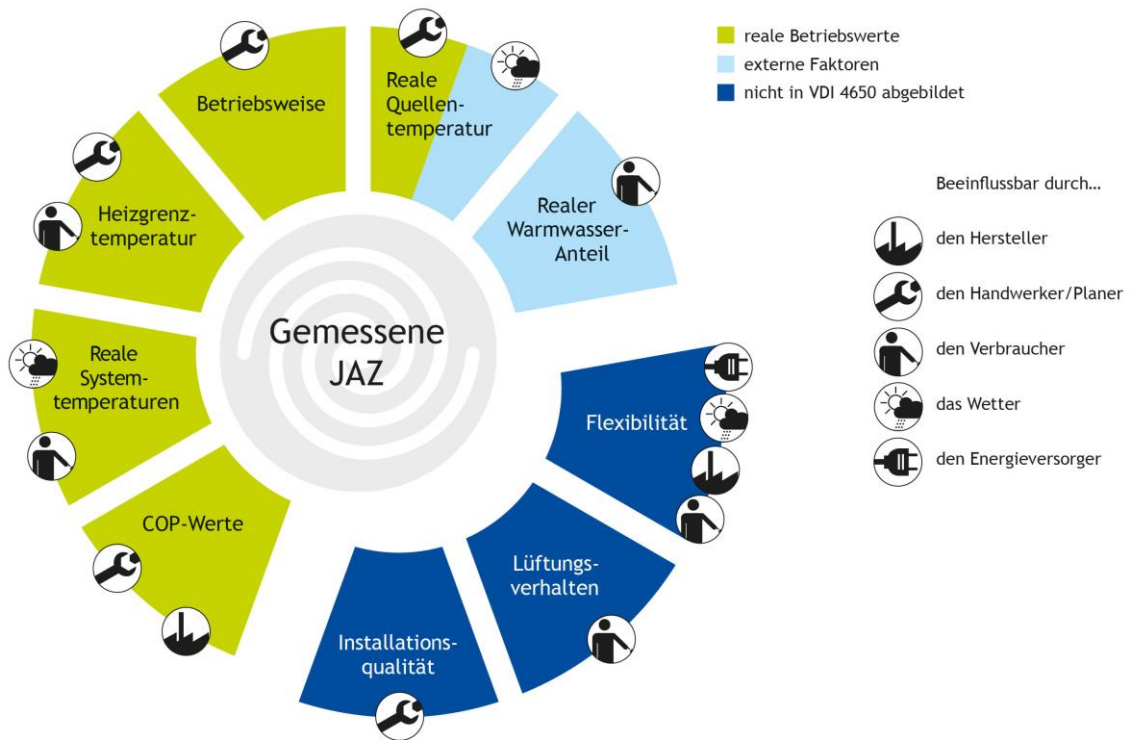 reale Betriebswerte
externe Faktoren
nicht in VDI 4650 abgebildet
Reale
Quellen-
temperatur
Betriebsweise
Heizgrenz-
temperatur
Realer
Warmwasser-
Anteil
Gemessene
JAZ
Reale
System-
temperaturen
COP-Werte
Flexibilität
Lüftungs-
verhalten
Installations-
qualität
Beeinflussbar durch...
den Hersteller
den Handwerker/Planer
den Verbraucher
das Wetter
den Energieversorger